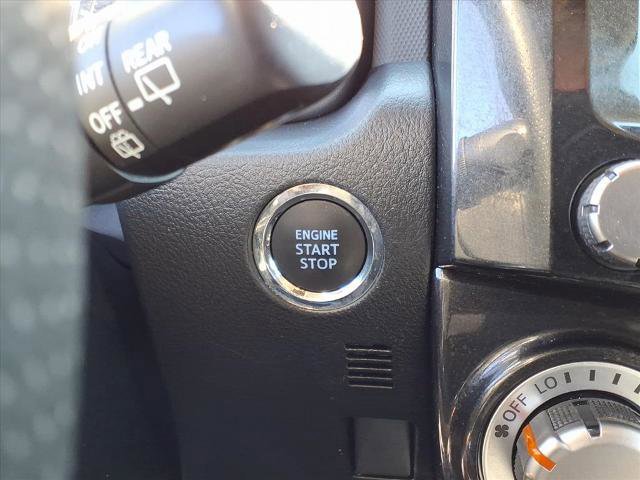 INT REAR
OFF
ENGINE
START
STOP
OFF LO